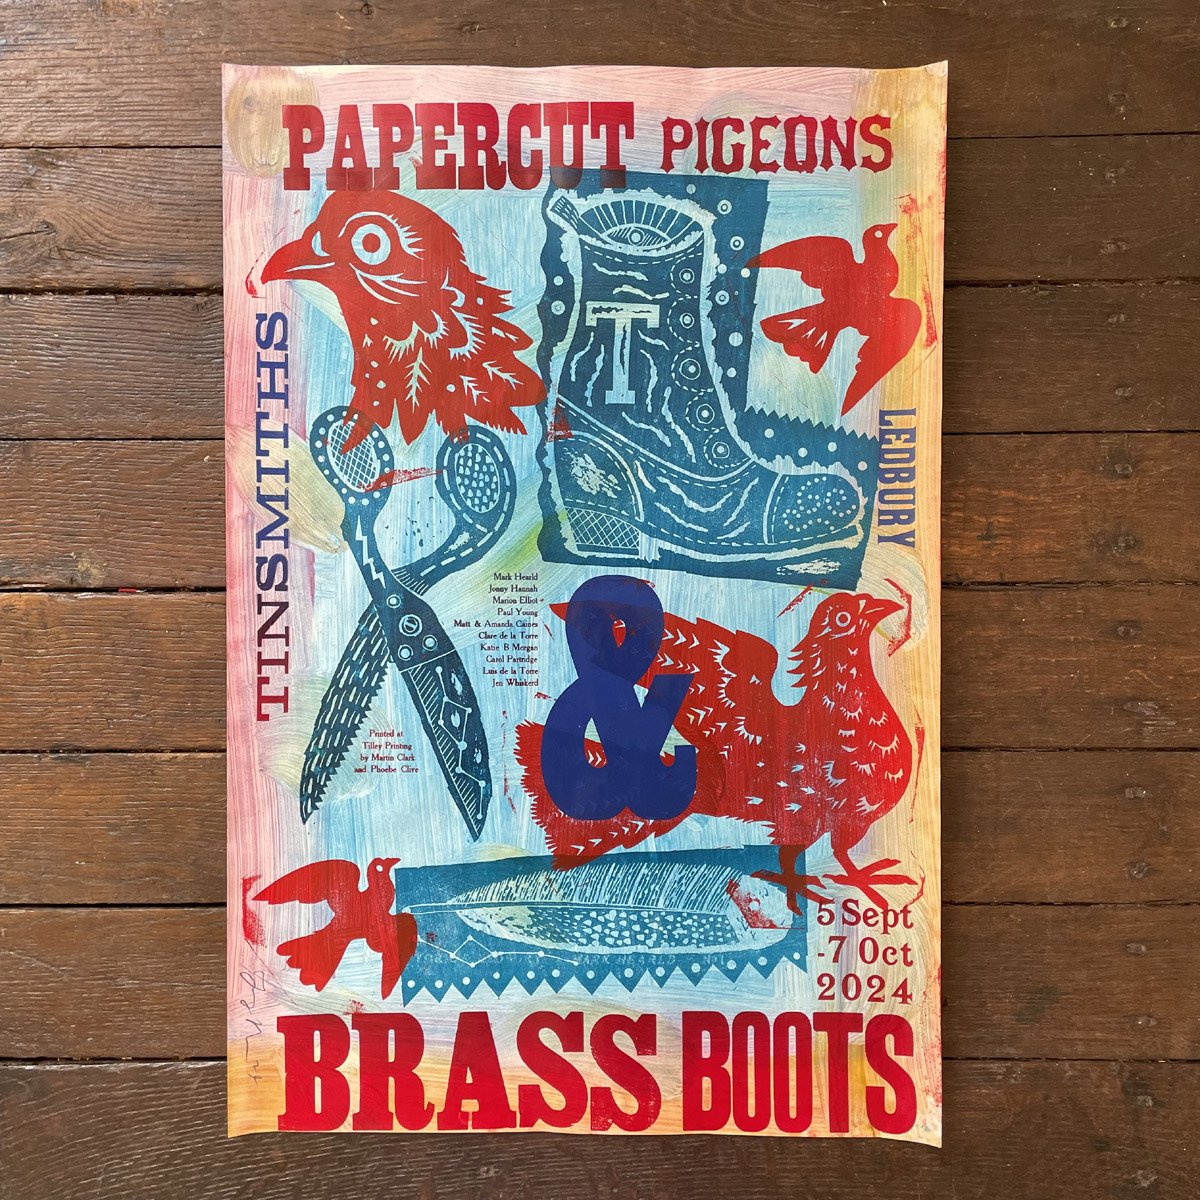 PAPERCUT PIGEONS
T
TINSMITHS
LEDBURY
Mark Hearld
Jonny Hannah
Marion Elliot
Paul Young
Matt & Amanda Caines
Clare de la Torre
Katie B Morgan
Carol Partridge
Luis de la Torre
Jen Whiskerd
&
Printed at
Tilley Printing
by Martin Clark
and Phoebe Clive
MARK HEARLD
5 Sept
-7 Oct
2024
BRASS BOOTS